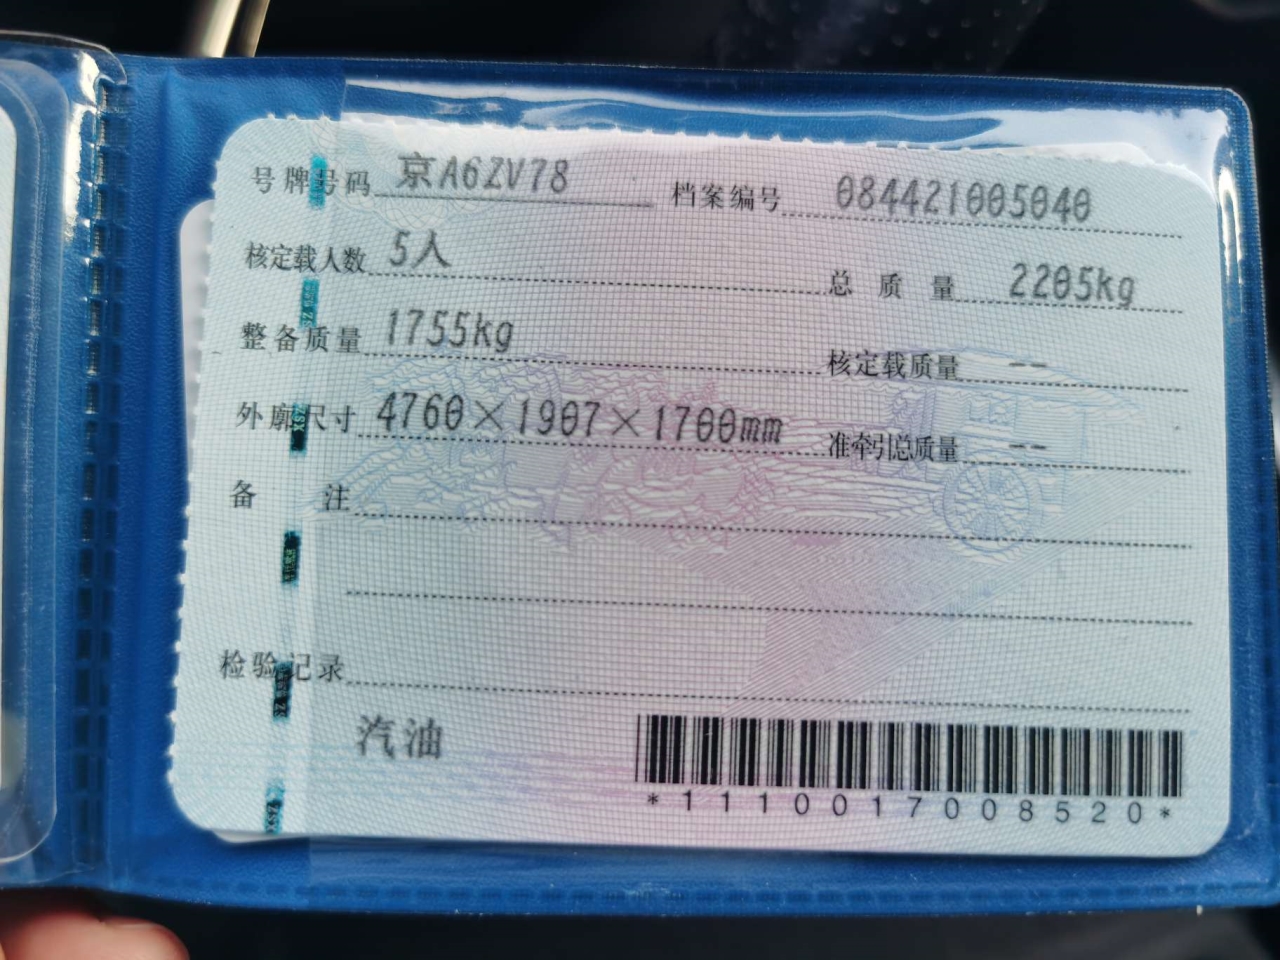 号牌号码 京A6ZV78 档案编号 084421005040
核定载人数 5人 总质量 2205kg
整备质量 1755kg 核定载质量 --
外廓尺寸 4760×1907×1700mm 准牵引总质量 --
备注
检验记录
汽油
*1110017008520*